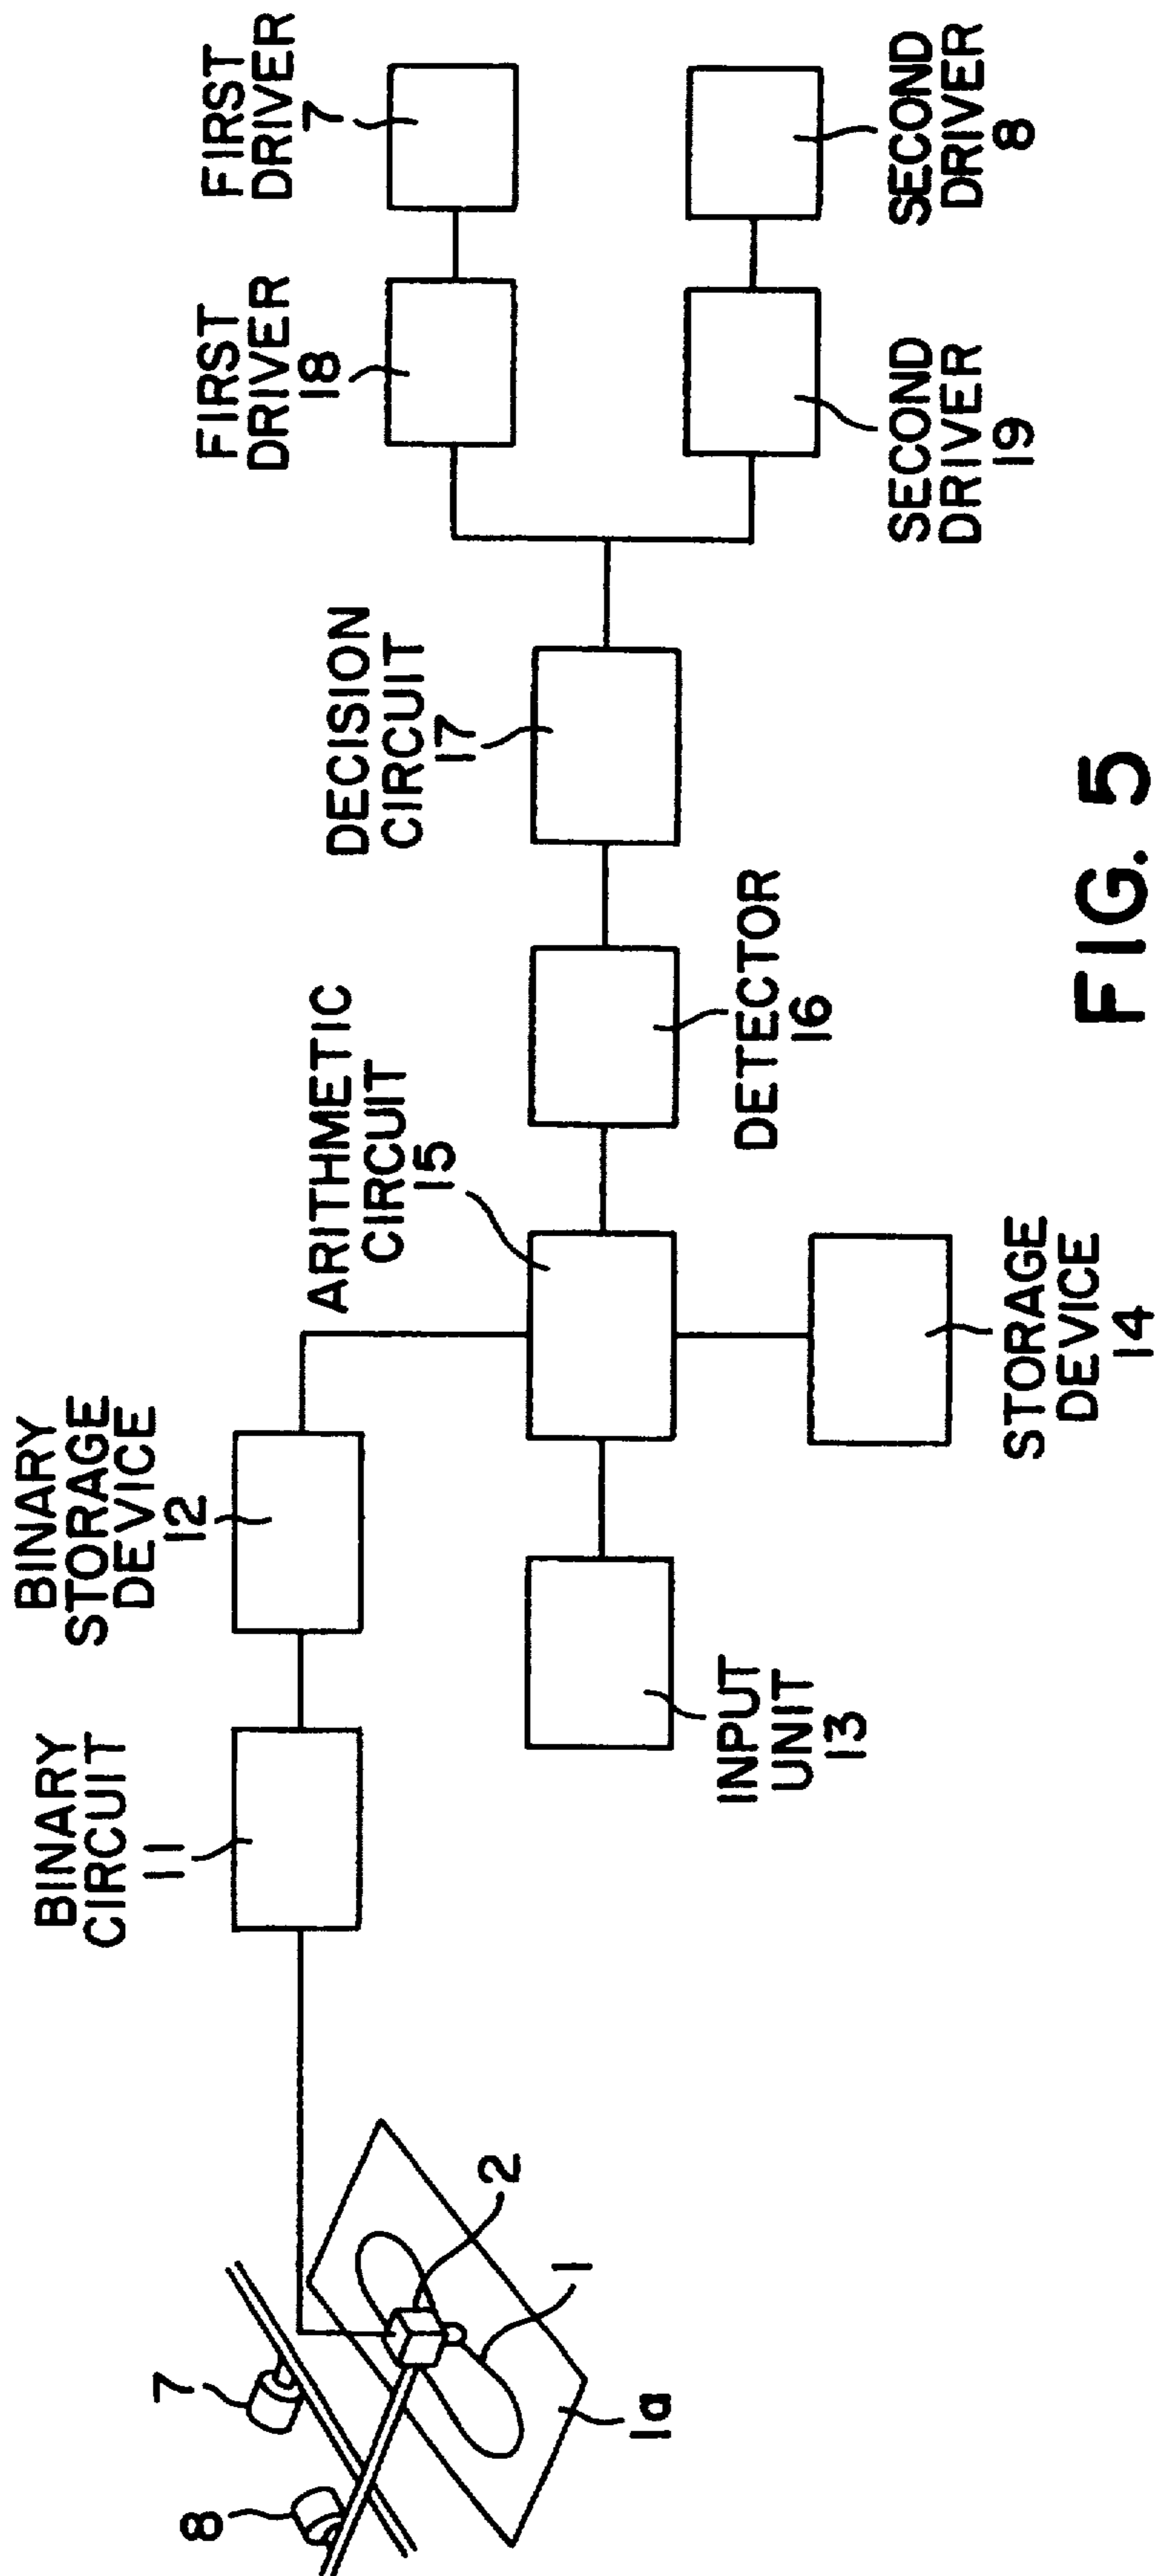 BINARY
CIRCUIT
11
BINARY
STORAGE
DEVICE
12
ARITHMETIC
CIRCUIT
15
DECISION
CIRCUIT
17
FIRST
DRIVER
18
FIRST
DRIVER
7
8
7
2
1
1a
INPUT
UNIT
13
STORAGE
DEVICE
14
DETECTOR
16
SECOND
DRIVER
19
SECOND
DRIVER
8
FIG. 5